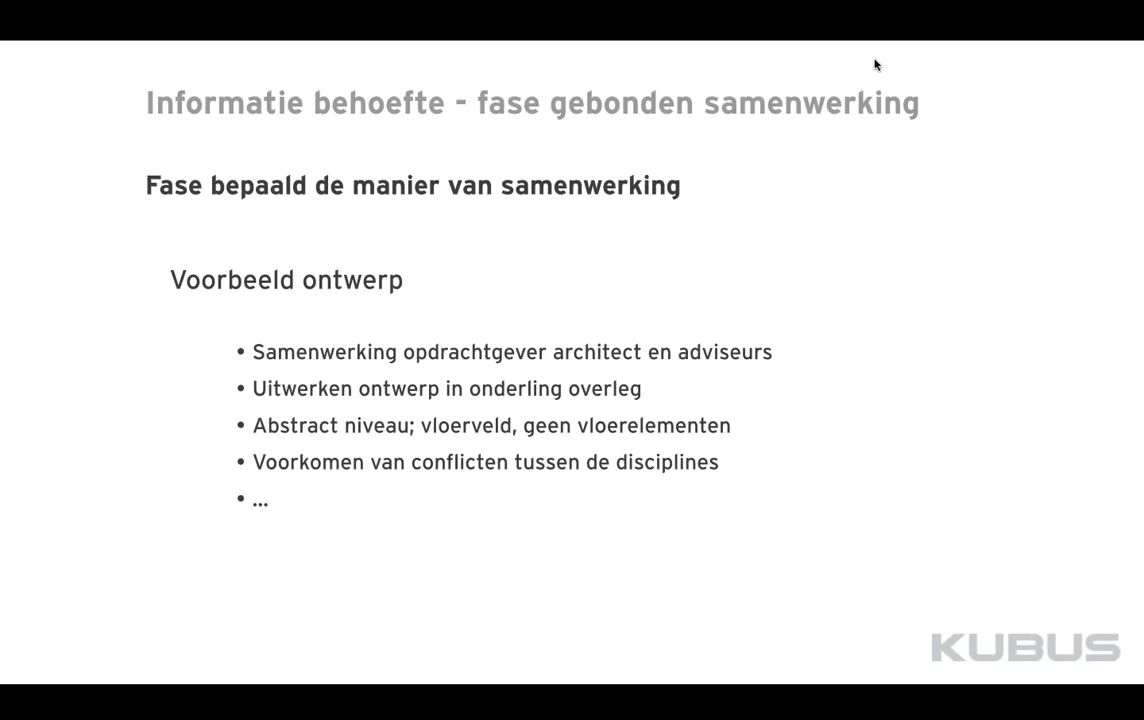 Informatie behoefte - fase gebonden samenwerking
Fase bepaald de manier van samenwerking
Voorbeeld ontwerp
• Samenwerking opdrachtgever architect en adviseurs
• Uitwerken ontwerp in onderling overleg
• Abstract niveau; vloerveld, geen vloerelementen
• Voorkomen van conflicten tussen de disciplines
• ...
KUBUS